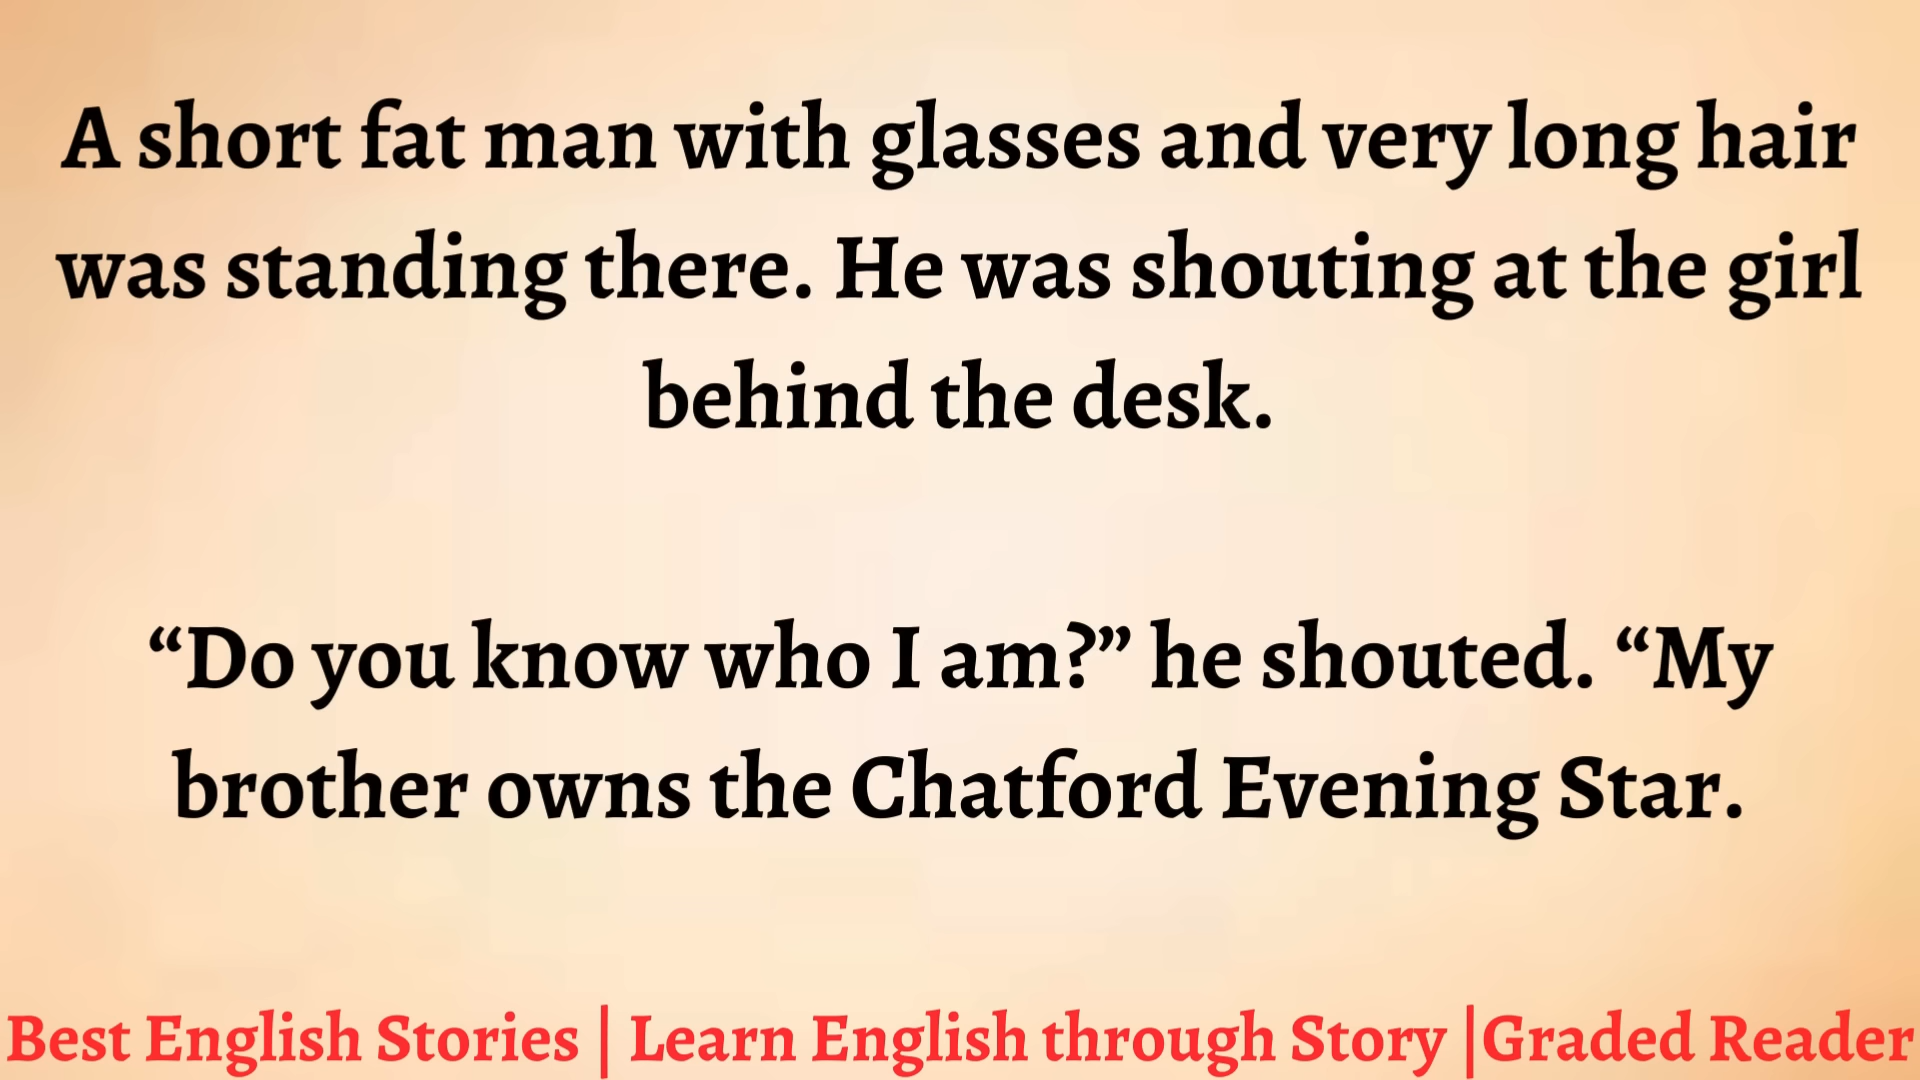 A short fat man with glasses and very long hair
was standing there. He was shouting at the girl
behind the desk.
“Do you know who I am?” he shouted. “My
brother owns the Chatford Evening Star.
Best English Stories | Learn English through Story |Graded Reader